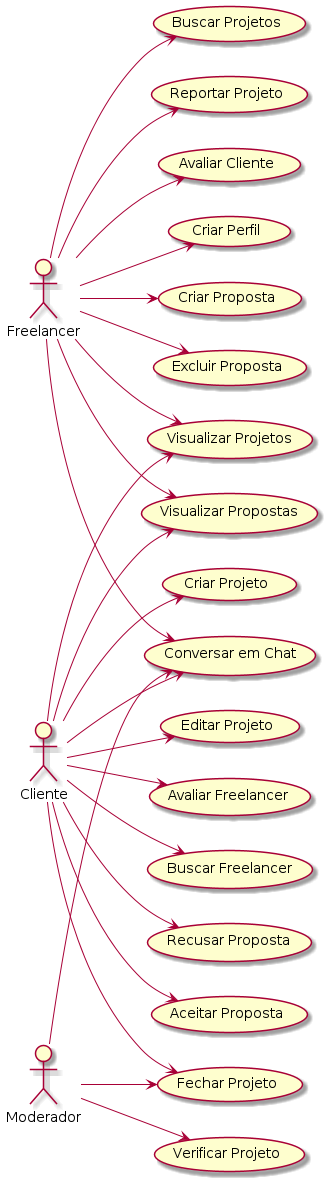 Buscar Projetos
Reportar Projeto
Avaliar Cliente
Criar Perfil
Criar Proposta
Freelancer
Excluir Proposta
Visualizar Projetos
Visualizar Propostas
Criar Projeto
Conversar em Chat
Editar Projeto
Cliente
Avaliar Freelancer
Buscar Freelancer
Recusar Proposta
Aceitar Proposta
Fechar Projeto
Moderador
Verificar Projeto